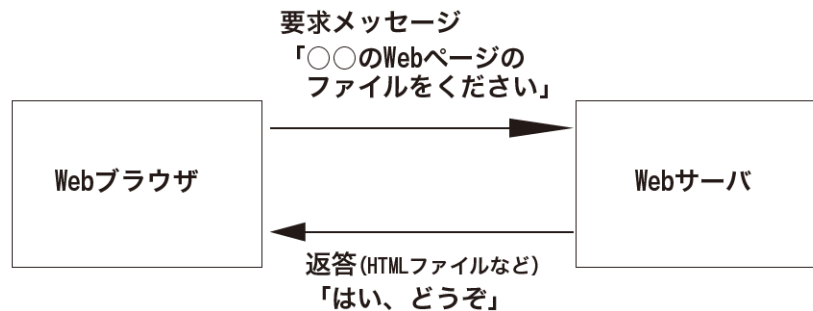 要求メッセージ
「○○のWebページの
ファイルをください」
Webブラウザ
Webサーバ
返答(HTMLファイルなど)
「はい、どうぞ」